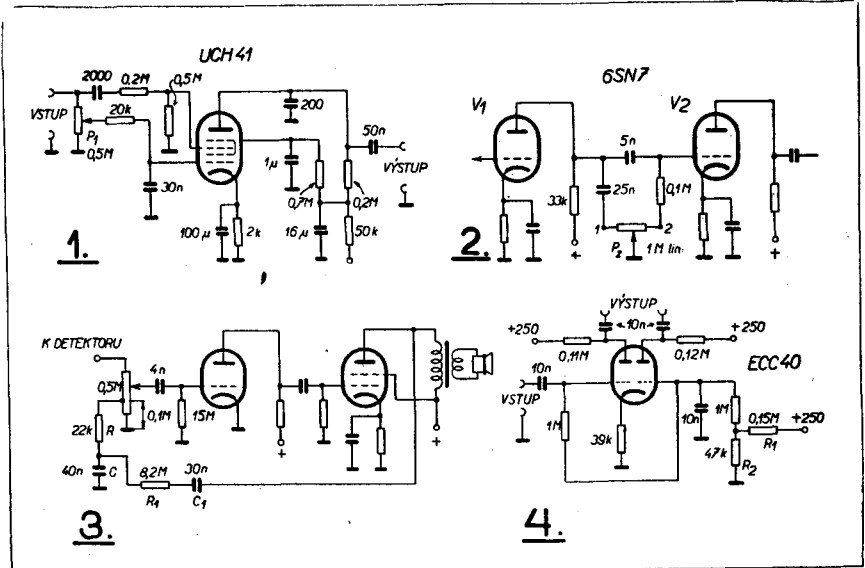 UCH 41
2000
0,2M
0,5M
VSTUP
20k
P1
0,5M
30n
200
1µ
50n
VÝSTUP
0,7M
0,2M
100µ
2k
16µ
50k
1.
6SN7
V1
V2
5n
25n
0,1M
33k
1
2
P2
1M lin.
+
+
2.
K DETEKTORU
4n
0,5M
0,1M
15M
22k
R
40n
C
8,2M
R1
30n
C1
+
+
3.
VÝSTUP
10n
+250
+250
0,11M
0,12M
ECC40
10n
VSTUP
1M
39k
10n
1M
0,15M
+250
R1
47k
R2
4.